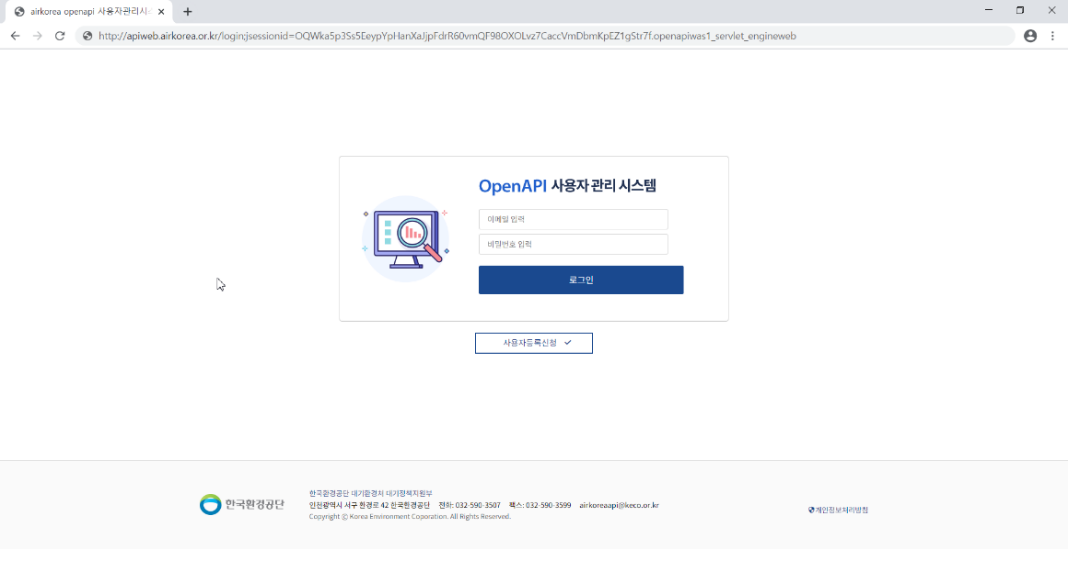 airkorea openapi 사용자관리시스
http://apiweb.airkorea.or.kr/login;jsessionid=OQWka5p3Ss5EeypYpHanXaJjpFdrR60vmQF98OXOLvz7CaccVmDbmKpEZ1gStr7f.openapiwas1_servlet_engineweb
OpenAPI 사용자 관리 시스템
이메일 입력
비밀번호 입력
로그인
사용자등록신청
한국환경공단
한국환경공단 대기환경처 대기정책지원부
인천광역시 서구 환경로 42 한국환경공단 전화: 032-590-3507 팩스: 032-590-3599 airkoreaapi@keco.or.kr
Copyright ⓒ Korea Environment Coporation. All Rights Reserved.
개인정보처리방침